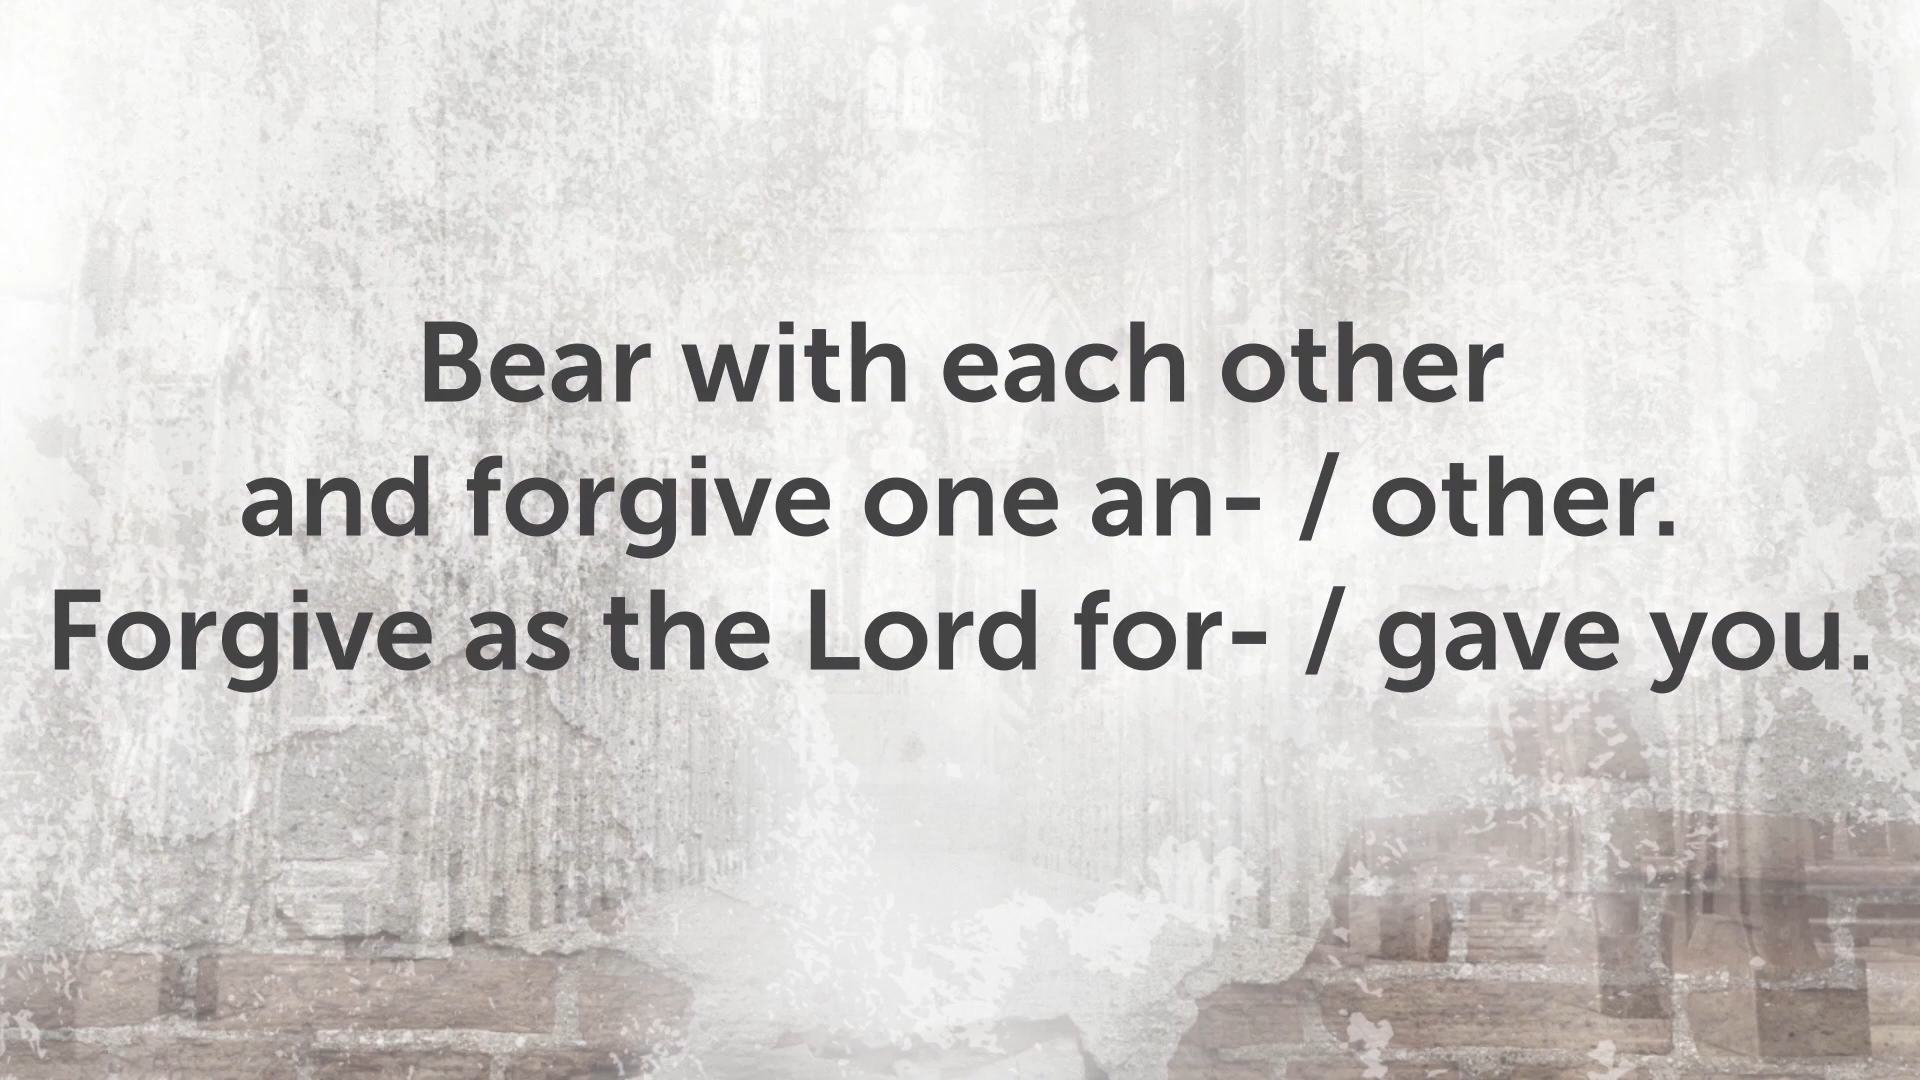 Bear with each other
and forgive one an- / other.
Forgive as the Lord for- / gave you.